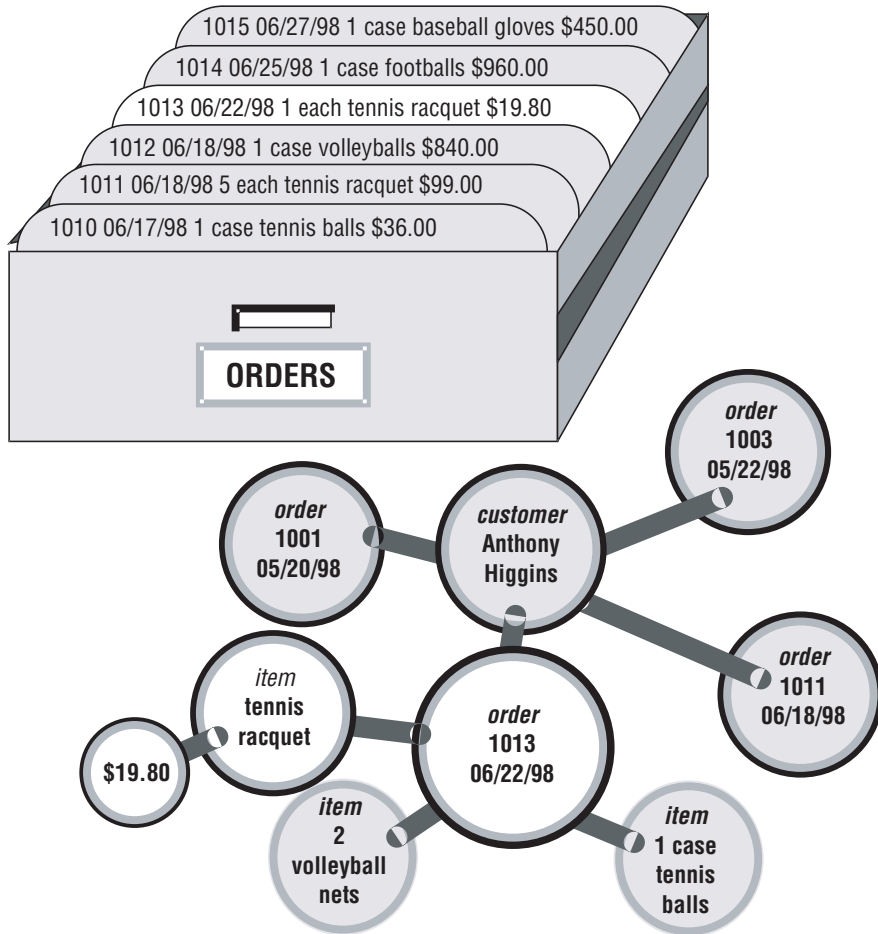 1015 06/27/98 1 case baseball gloves $450.00
1014 06/25/98 1 case footballs $960.00
1013 06/22/98 1 each tennis racquet $19.80
1012 06/18/98 1 case volleyballs $840.00
1011 06/18/98 5 each tennis racquet $99.00
1010 06/17/98 1 case tennis balls $36.00
ORDERS
order
1003
05/22/98
order
1001
05/20/98
customer
Anthony
Higgins
order
1011
06/18/98
item
tennis
racquet
order
1013
06/22/98
$19.80
item
2
volleyball
nets
item
1 case
tennis
balls